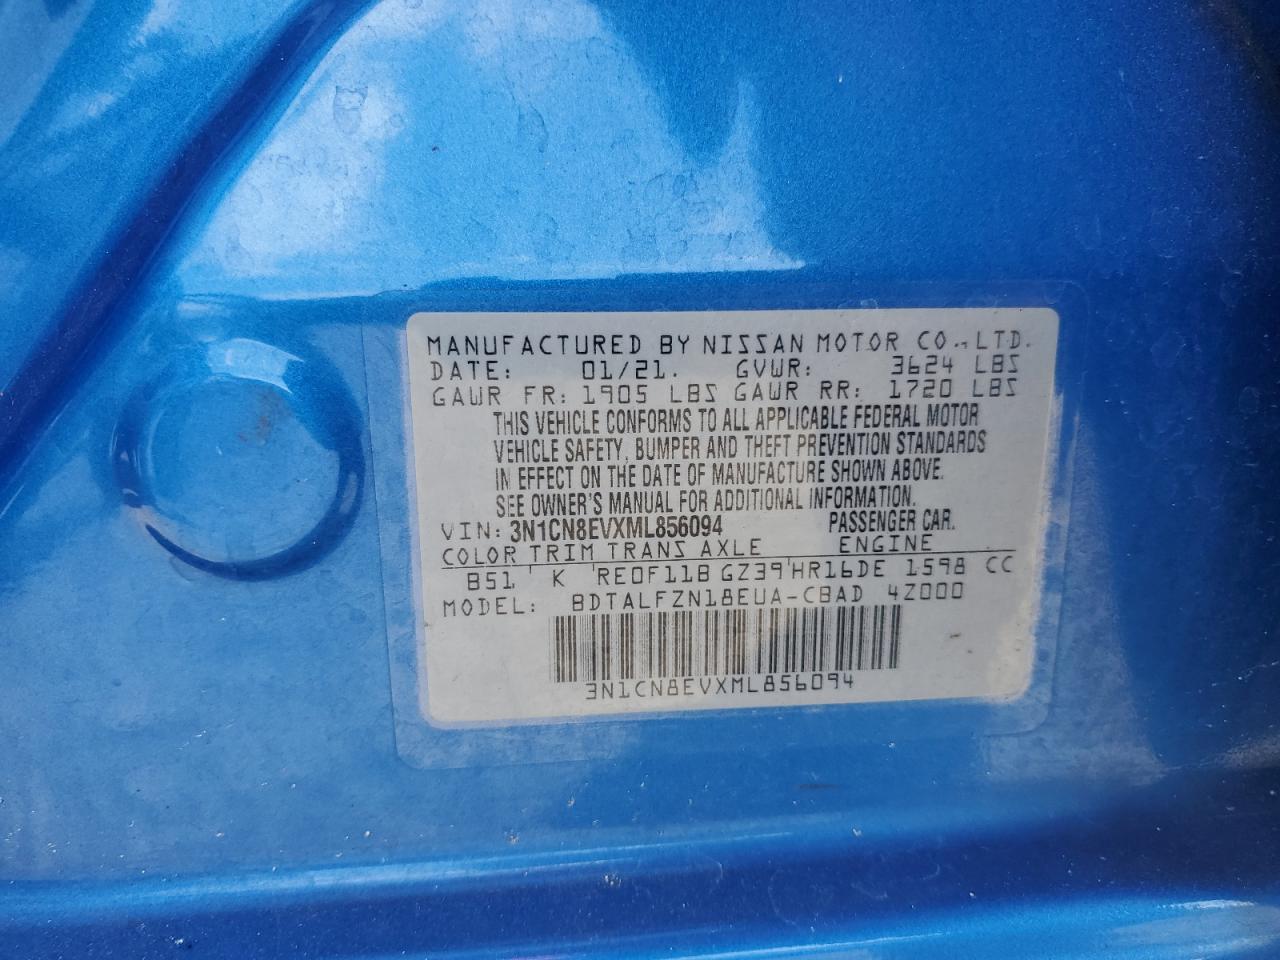 MANUFACTURED BY NISSAN MOTOR CO., LTD.
DATE: 01/21. GVWR: 3624 LBS
GAWR FR: 1905 LBS GAWR RR: 1720 LBS
THIS VEHICLE CONFORMS TO ALL APPLICABLE FEDERAL MOTOR
VEHICLE SAFETY, BUMPER AND THEFT PREVENTION STANDARDS
IN EFFECT ON THE DATE OF MANUFACTURE SHOWN ABOVE.
SEE OWNER'S MANUAL FOR ADDITIONAL INFORMATION.
VIN: 3N1CN8EVXML856094 PASSENGER CAR.
COLOR TRIM TRANS AXLE ENGINE
B51 K RE0F11B GZ39 HR16DE 1598 CC
MODEL: BDTALFZN18EUA-CBAD 4Z000
3N1CN8EVXML856094